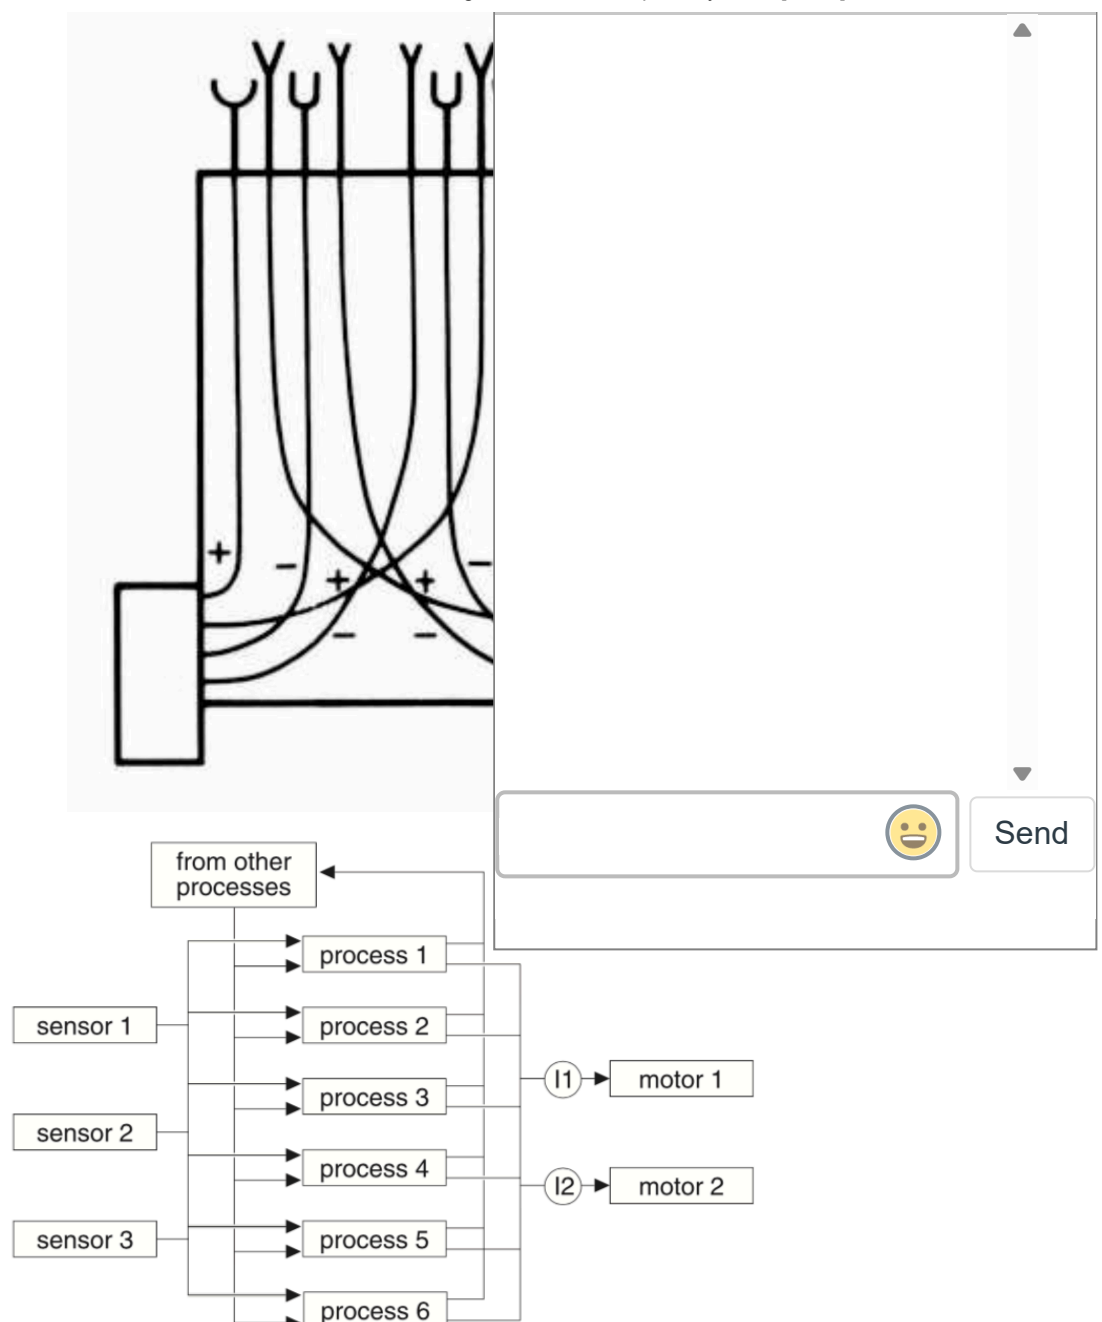 +
−
+
+
−
−
−
Send
from other
processes
process 1
sensor 1
process 2
I1
motor 1
process 3
sensor 2
process 4
I2
motor 2
sensor 3
process 5
process 6